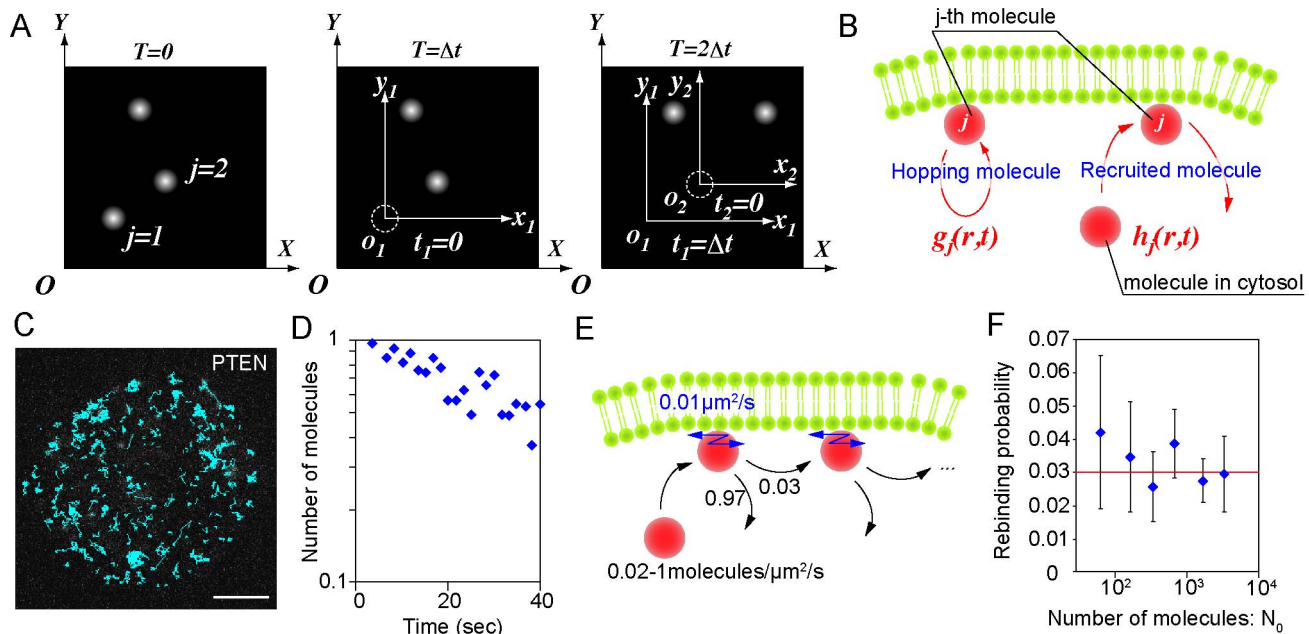 A
Y
T=0
j=2
j=1
O
X
Y
T=Δt
y1
x1
o1
t1=0
O
X
Y
T=2Δt
y1
y2
x2
o2
t2=0
o1
t1=Δt
x1
O
X
B
j-th molecule
j
j
Hopping molecule
Recruited molecule
gj(r,t)
hj(r,t)
molecule in cytosol
C
PTEN
D
Number of molecules
1
0.1
0
20
40
Time (sec)
E
0.01μm²/s
0.03
0.97
...
0.02-1molecules/μm²/s
F
Rebinding probability
0.07
0.06
0.05
0.04
0.03
0.02
0.01
0
10²
10³
10⁴
Number of molecules: N₀